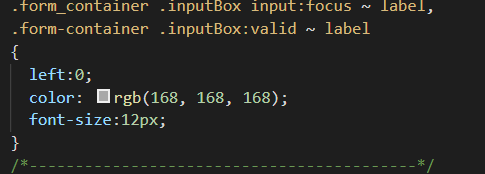 .form_container .inputBox input:focus ~ label,
.form-container .inputBox:valid ~ label
{
  left:0;
  color: rgb(168, 168, 168);
  font-size:12px;
}
/*------------------------------------------*/